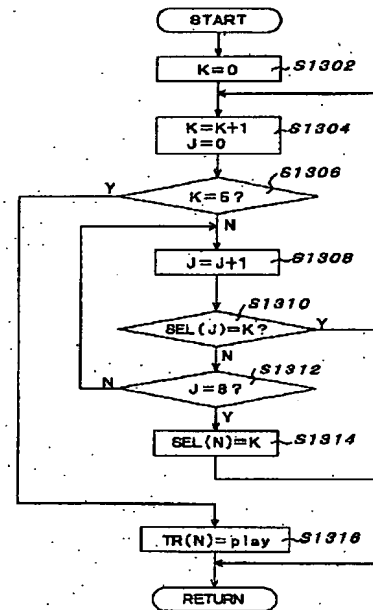 START
K=0
S1302
K=K+1
J=0
S1304
S1306
Y
K=5?
N
J=J+1
S1308
S1310
SEL(J)=K?
Y
N
S1312
N
J=8?
Y
SEL(N)=K
S1314
TR(N)=play
S1316
RETURN